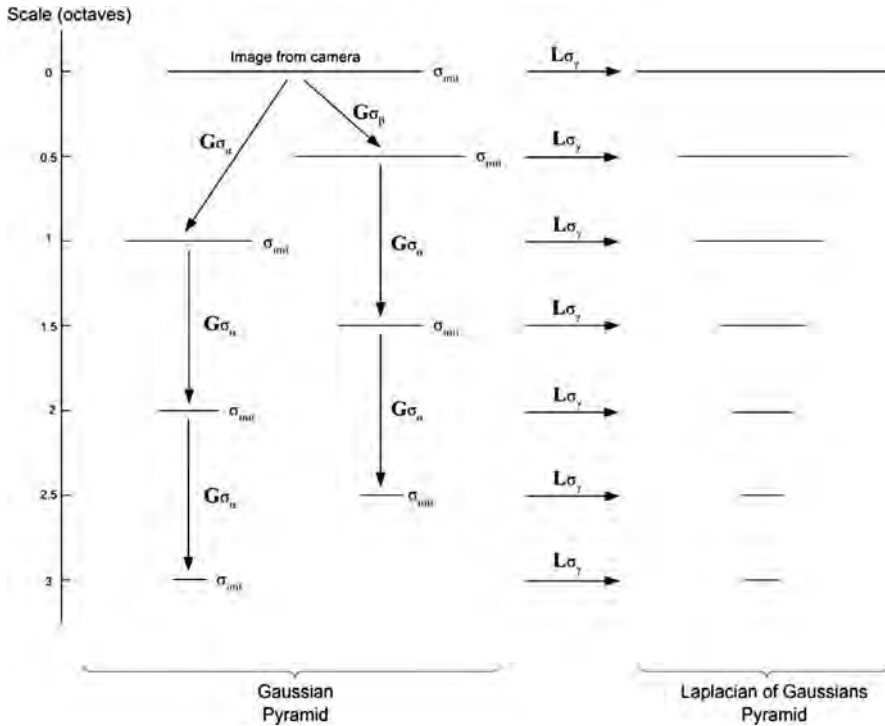 Scale (octaves)
Image from camera
0
σinit
Lσγ
Gσα
Gσβ
0.5
σinit
Lσγ
1
σinit
Gσα
Lσγ
1.5
σinit
Lσγ
Gσα
2
σinit
Gσα
Lσγ
2.5
σinit
Lσγ
Gσα
3
σinit
Lσγ
Gaussian
Pyramid
Laplacian of Gaussians
Pyramid